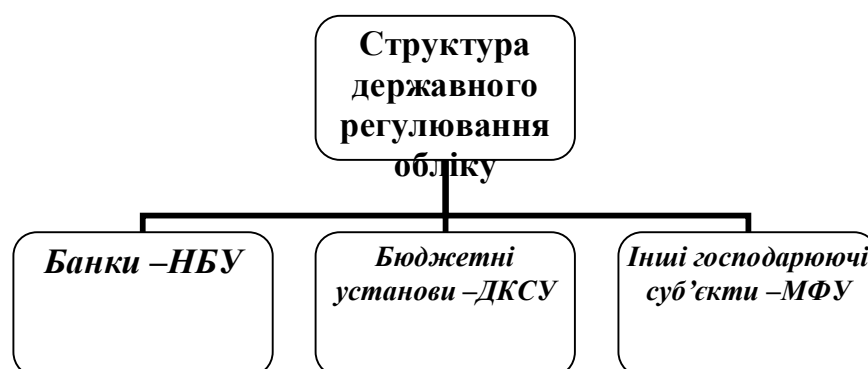 Структура
державного
регулювання
обліку
Банки –НБУ
Бюджетні
установи –ДКСУ
Інші господарюючі
суб’єкти –МФУ